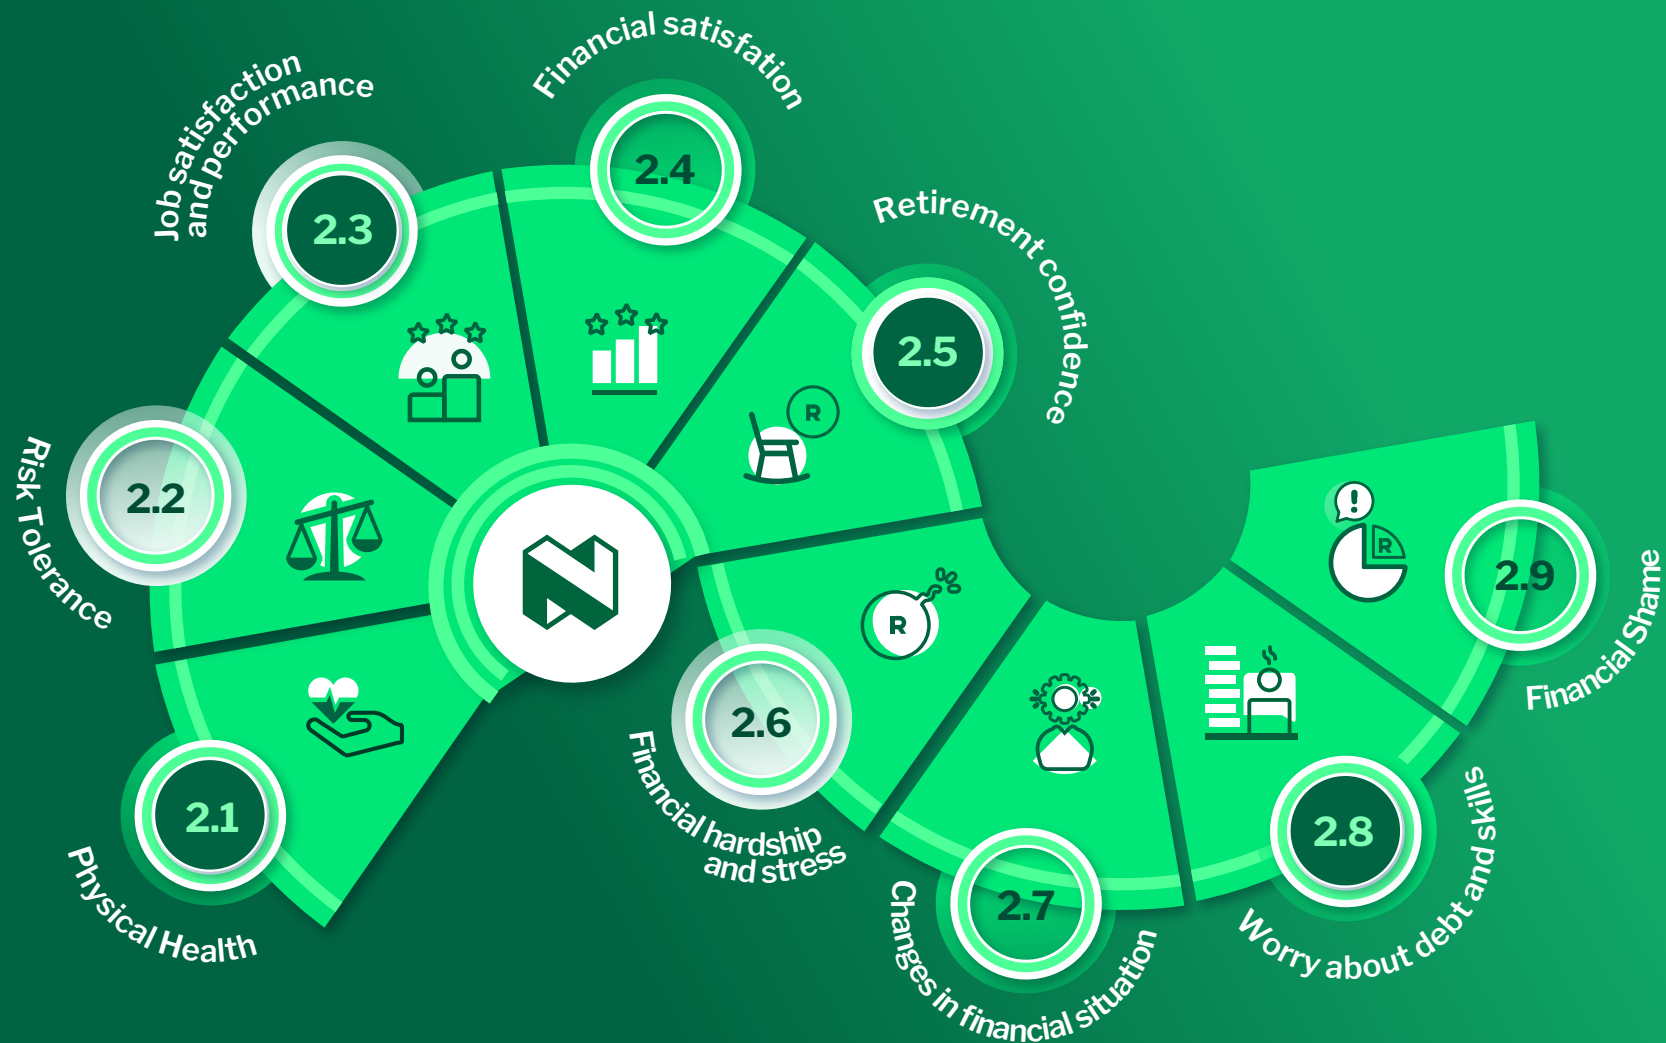 2.1
Physical Health
2.2
Risk Tolerance
2.3
Job satisfaction
and performance
2.4
Financial satisfation
2.5
Retirement confidence
R
2.6
Financial hardship
and stress
R
2.7
Changes in financial situation
2.8
Worry about debt and skills
2.9
Financial Shame
!
R
N